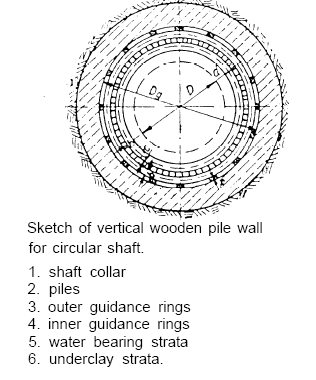 D₉ D d
Sketch of vertical wooden pile wall
for circular shaft.
1. shaft collar
2. piles
3. outer guidance rings
4. inner guidance rings
5. water bearing strata
6. underclay strata.